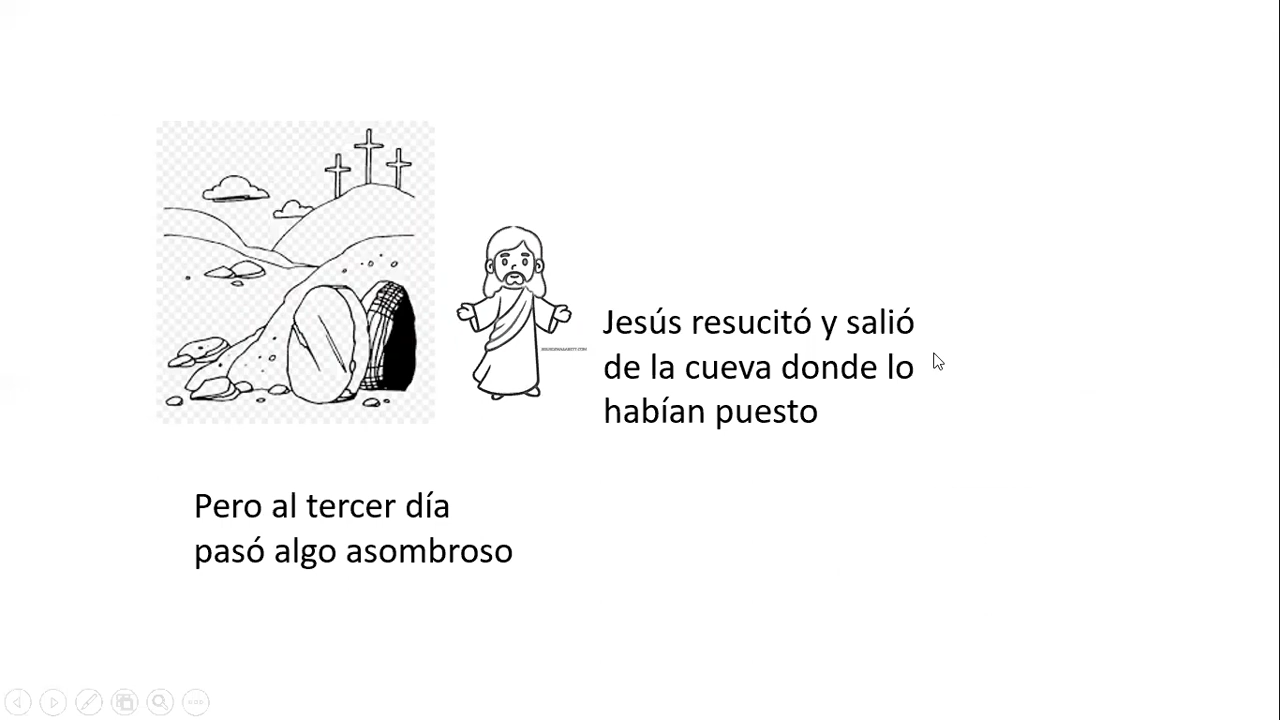 Jesús resucitó y salió
de la cueva donde lo
habían puesto
Pero al tercer día
pasó algo asombroso